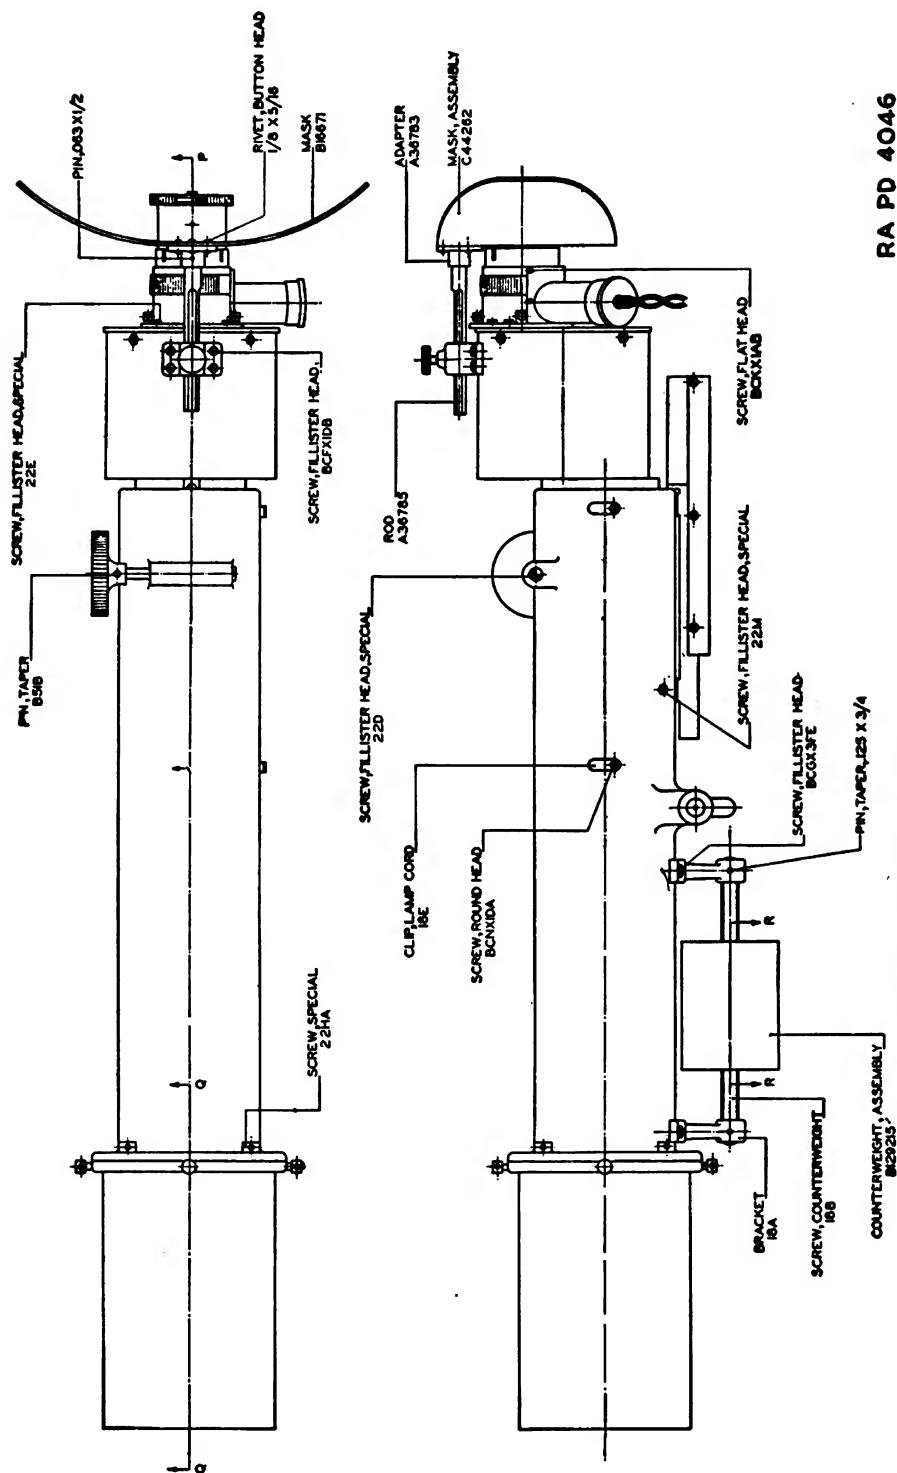 PIN,.063 X 1/2
RIVET, BUTTON HEAD
1/8 X 5/16
MASK
B16671
P
SCREW, FILLISTER HEAD, SPECIAL
22E
SCREW, FILLISTER HEAD,
BCFX1DB
PIN, TAPER
B51B
SCREW, SPECIAL
22HA
Q
Q
ADAPTER
A36783
MASK, ASSEMBLY
C44262
ROD
A36785
SCREW, FLAT HEAD
BCKX1AB
SCREW, FILLISTER HEAD, SPECIAL
22D
SCREW, FILLISTER HEAD, SPECIAL
22M
CLIP, LAMP CORD
18E
SCREW, ROUND HEAD
BCNX1DA
SCREW, FILLISTER HEAD-
BCGX3FE
PIN, TAPER, .125 X 3/4
R
R
BRACKET
18A
SCREW, COUNTERWEIGHT
18B
COUNTERWEIGHT, ASSEMBLY
B129215
RA PD 4046